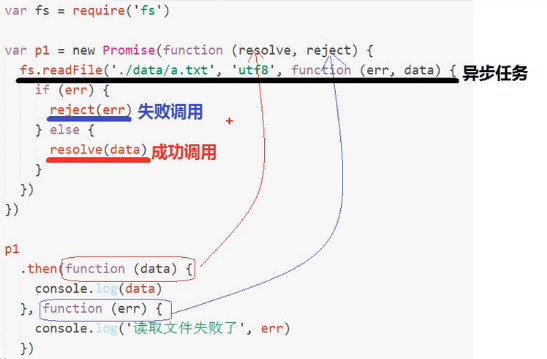 var fs = require('fs')
var p1 = new Promise(function (resolve, reject) {
fs.readFile('./data/a.txt', 'utf8', function (err, data) { 异步任务
if (err) {
reject(err) 失败调用
} else {
resolve(data) 成功调用
}
})
})
p1
.then(function (data) {
console.log(data)
}, function (err) {
console.log('读取文件失败了', err)
})